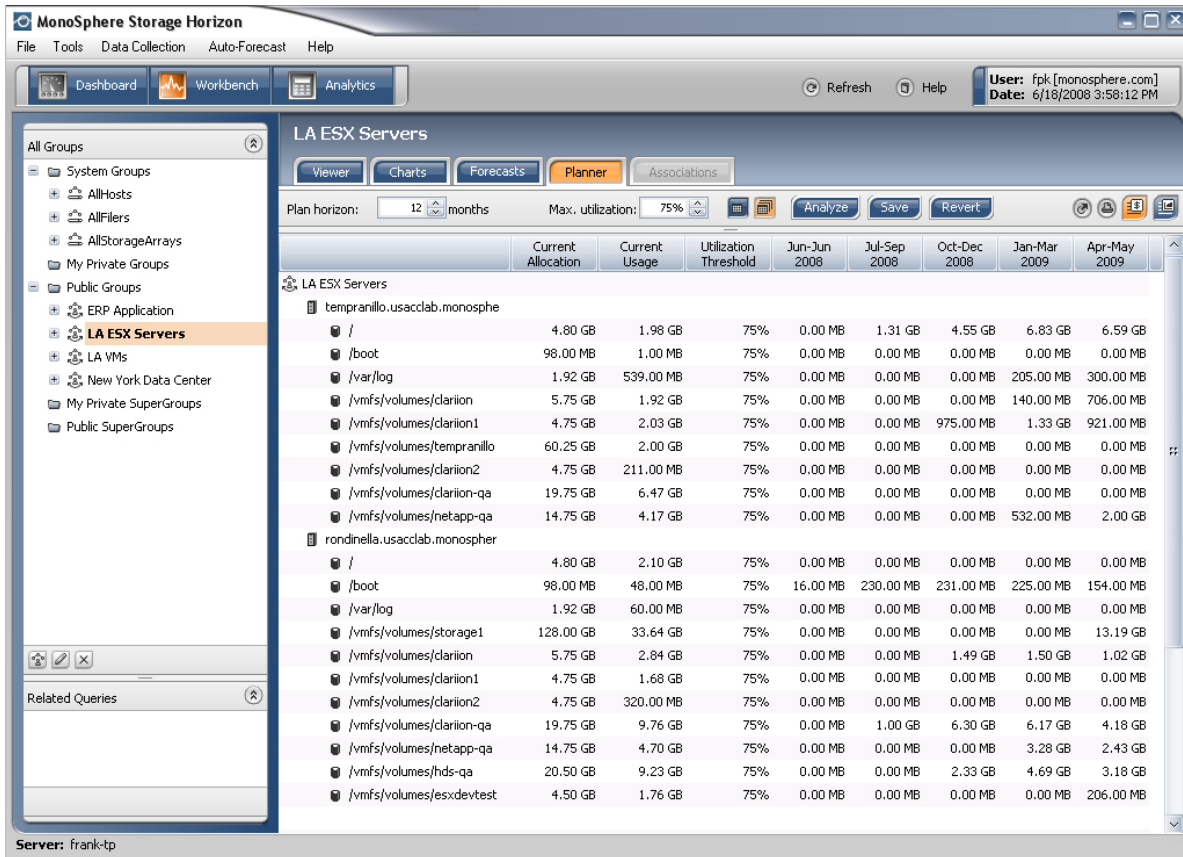 MonoSphere Storage Horizon
File Tools Data Collection Auto-Forecast Help
Dashboard Workbench Analytics Refresh Help
User: fpk [monosphere.com]
Date: 6/18/2008 3:58:12 PM
All Groups
System Groups
AllHosts
AllFilers
AllStorageArrays
My Private Groups
Public Groups
ERP Application
LA ESX Servers
LA VMs
New York Data Center
My Private SuperGroups
Public SuperGroups
Related Queries
LA ESX Servers
Viewer Charts Forecasts Planner Associations
Plan horizon: 12 months Max. utilization: 75% Analyze Save Revert
Current Allocation Current Usage Utilization Threshold Jun-Jun 2008 Jul-Sep 2008 Oct-Dec 2008 Jan-Mar 2009 Apr-May 2009
LA ESX Servers
tempranillo.usacclab.monosphe
/ 4.80 GB 1.98 GB 75% 0.00 MB 1.31 GB 4.55 GB 6.83 GB 6.59 GB
/boot 98.00 MB 1.00 MB 75% 0.00 MB 0.00 MB 0.00 MB 0.00 MB 0.00 MB
/var/log 1.92 GB 539.00 MB 75% 0.00 MB 0.00 MB 0.00 MB 205.00 MB 300.00 MB
/vmfs/volumes/clariion 5.75 GB 1.92 GB 75% 0.00 MB 0.00 MB 0.00 MB 140.00 MB 706.00 MB
/vmfs/volumes/clariion1 4.75 GB 2.03 GB 75% 0.00 MB 0.00 MB 975.00 MB 1.33 GB 921.00 MB
/vmfs/volumes/tempranillo 60.25 GB 2.00 GB 75% 0.00 MB 0.00 MB 0.00 MB 0.00 MB 0.00 MB
/vmfs/volumes/clariion2 4.75 GB 211.00 MB 75% 0.00 MB 0.00 MB 0.00 MB 0.00 MB 0.00 MB
/vmfs/volumes/clariion-qa 19.75 GB 6.47 GB 75% 0.00 MB 0.00 MB 0.00 MB 0.00 MB 0.00 MB
/vmfs/volumes/netapp-qa 14.75 GB 4.17 GB 75% 0.00 MB 0.00 MB 0.00 MB 532.00 MB 2.00 GB
rondinella.usacclab.monospher
/ 4.80 GB 2.10 GB 75% 0.00 MB 0.00 MB 0.00 MB 0.00 MB 0.00 MB
/boot 98.00 MB 48.00 MB 75% 16.00 MB 230.00 MB 231.00 MB 225.00 MB 154.00 MB
/var/log 1.92 GB 60.00 MB 75% 0.00 MB 0.00 MB 0.00 MB 0.00 MB 0.00 MB
/vmfs/volumes/storage1 128.00 GB 33.64 GB 75% 0.00 MB 0.00 MB 0.00 MB 0.00 MB 13.19 GB
/vmfs/volumes/clariion 5.75 GB 2.84 GB 75% 0.00 MB 0.00 MB 1.49 GB 1.50 GB 1.02 GB
/vmfs/volumes/clariion1 4.75 GB 1.68 GB 75% 0.00 MB 0.00 MB 0.00 MB 0.00 MB 0.00 MB
/vmfs/volumes/clariion2 4.75 GB 320.00 MB 75% 0.00 MB 0.00 MB 0.00 MB 0.00 MB 0.00 MB
/vmfs/volumes/clariion-qa 19.75 GB 9.76 GB 75% 0.00 MB 1.00 GB 6.30 GB 6.17 GB 4.18 GB
/vmfs/volumes/netapp-qa 14.75 GB 4.70 GB 75% 0.00 MB 0.00 MB 0.00 MB 3.28 GB 2.43 GB
/vmfs/volumes/hds-qa 20.50 GB 9.23 GB 75% 0.00 MB 0.00 MB 2.33 GB 4.69 GB 3.18 GB
/vmfs/volumes/esxdevtest 4.50 GB 1.76 GB 75% 0.00 MB 0.00 MB 0.00 MB 0.00 MB 206.00 MB
Server: frank-tp